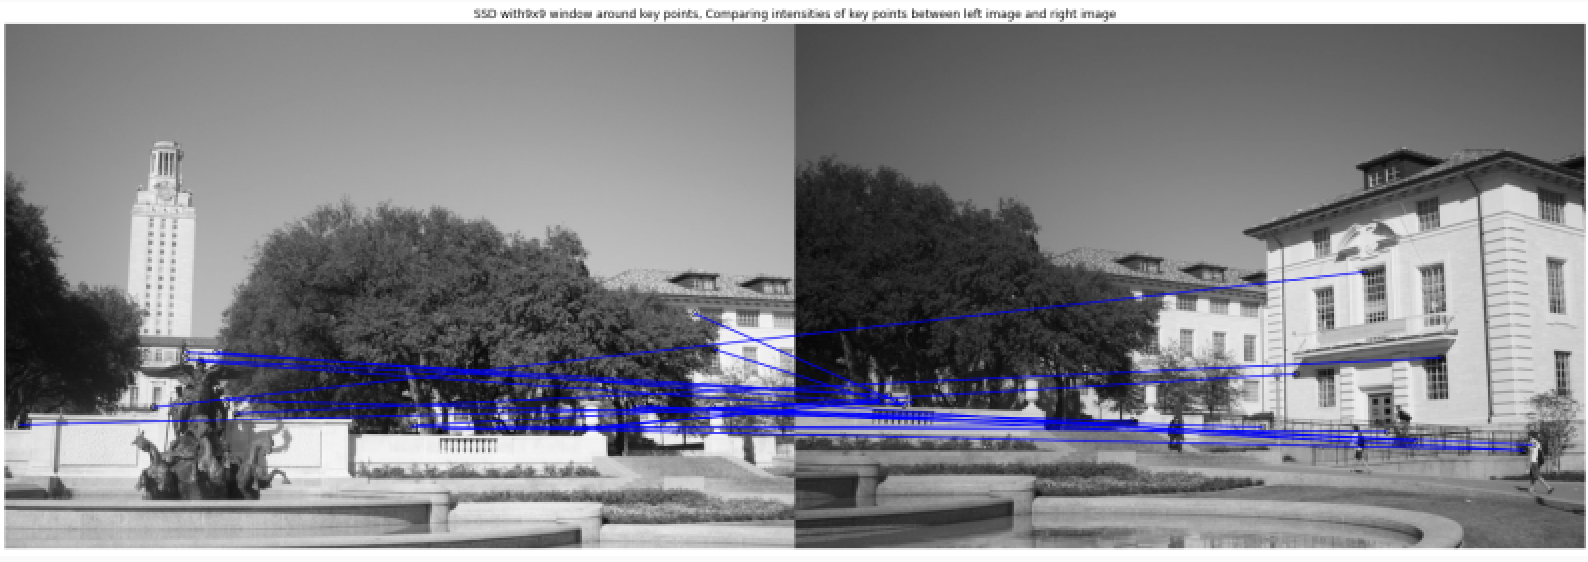 SSD with9x9 window around key points, Comparing intensities of key points between left image and right image